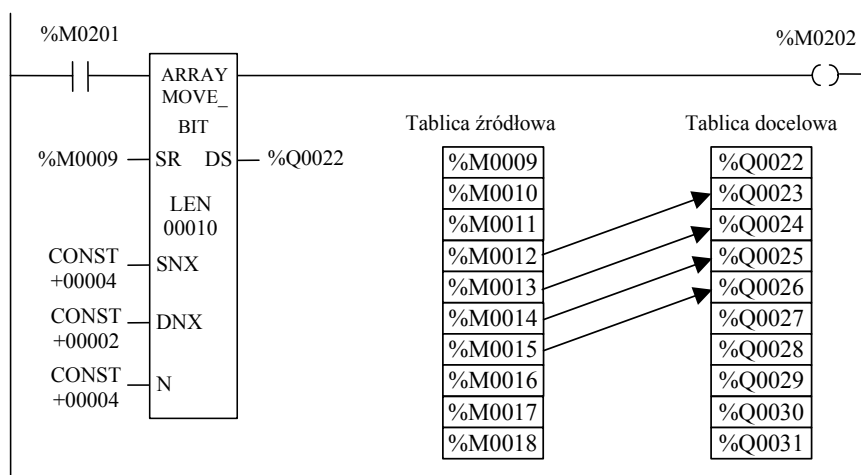 %M0201
%M0202
ARRAY
MOVE_
BIT
%M0009 SR DS %Q0022
LEN
00010
CONST
+00004
SNX
CONST
+00002
DNX
CONST
+00004
N
Tablica źródłowa
%M0009
%M0010
%M0011
%M0012
%M0013
%M0014
%M0015
%M0016
%M0017
%M0018
Tablica docelowa
%Q0022
%Q0023
%Q0024
%Q0025
%Q0026
%Q0027
%Q0028
%Q0029
%Q0030
%Q0031